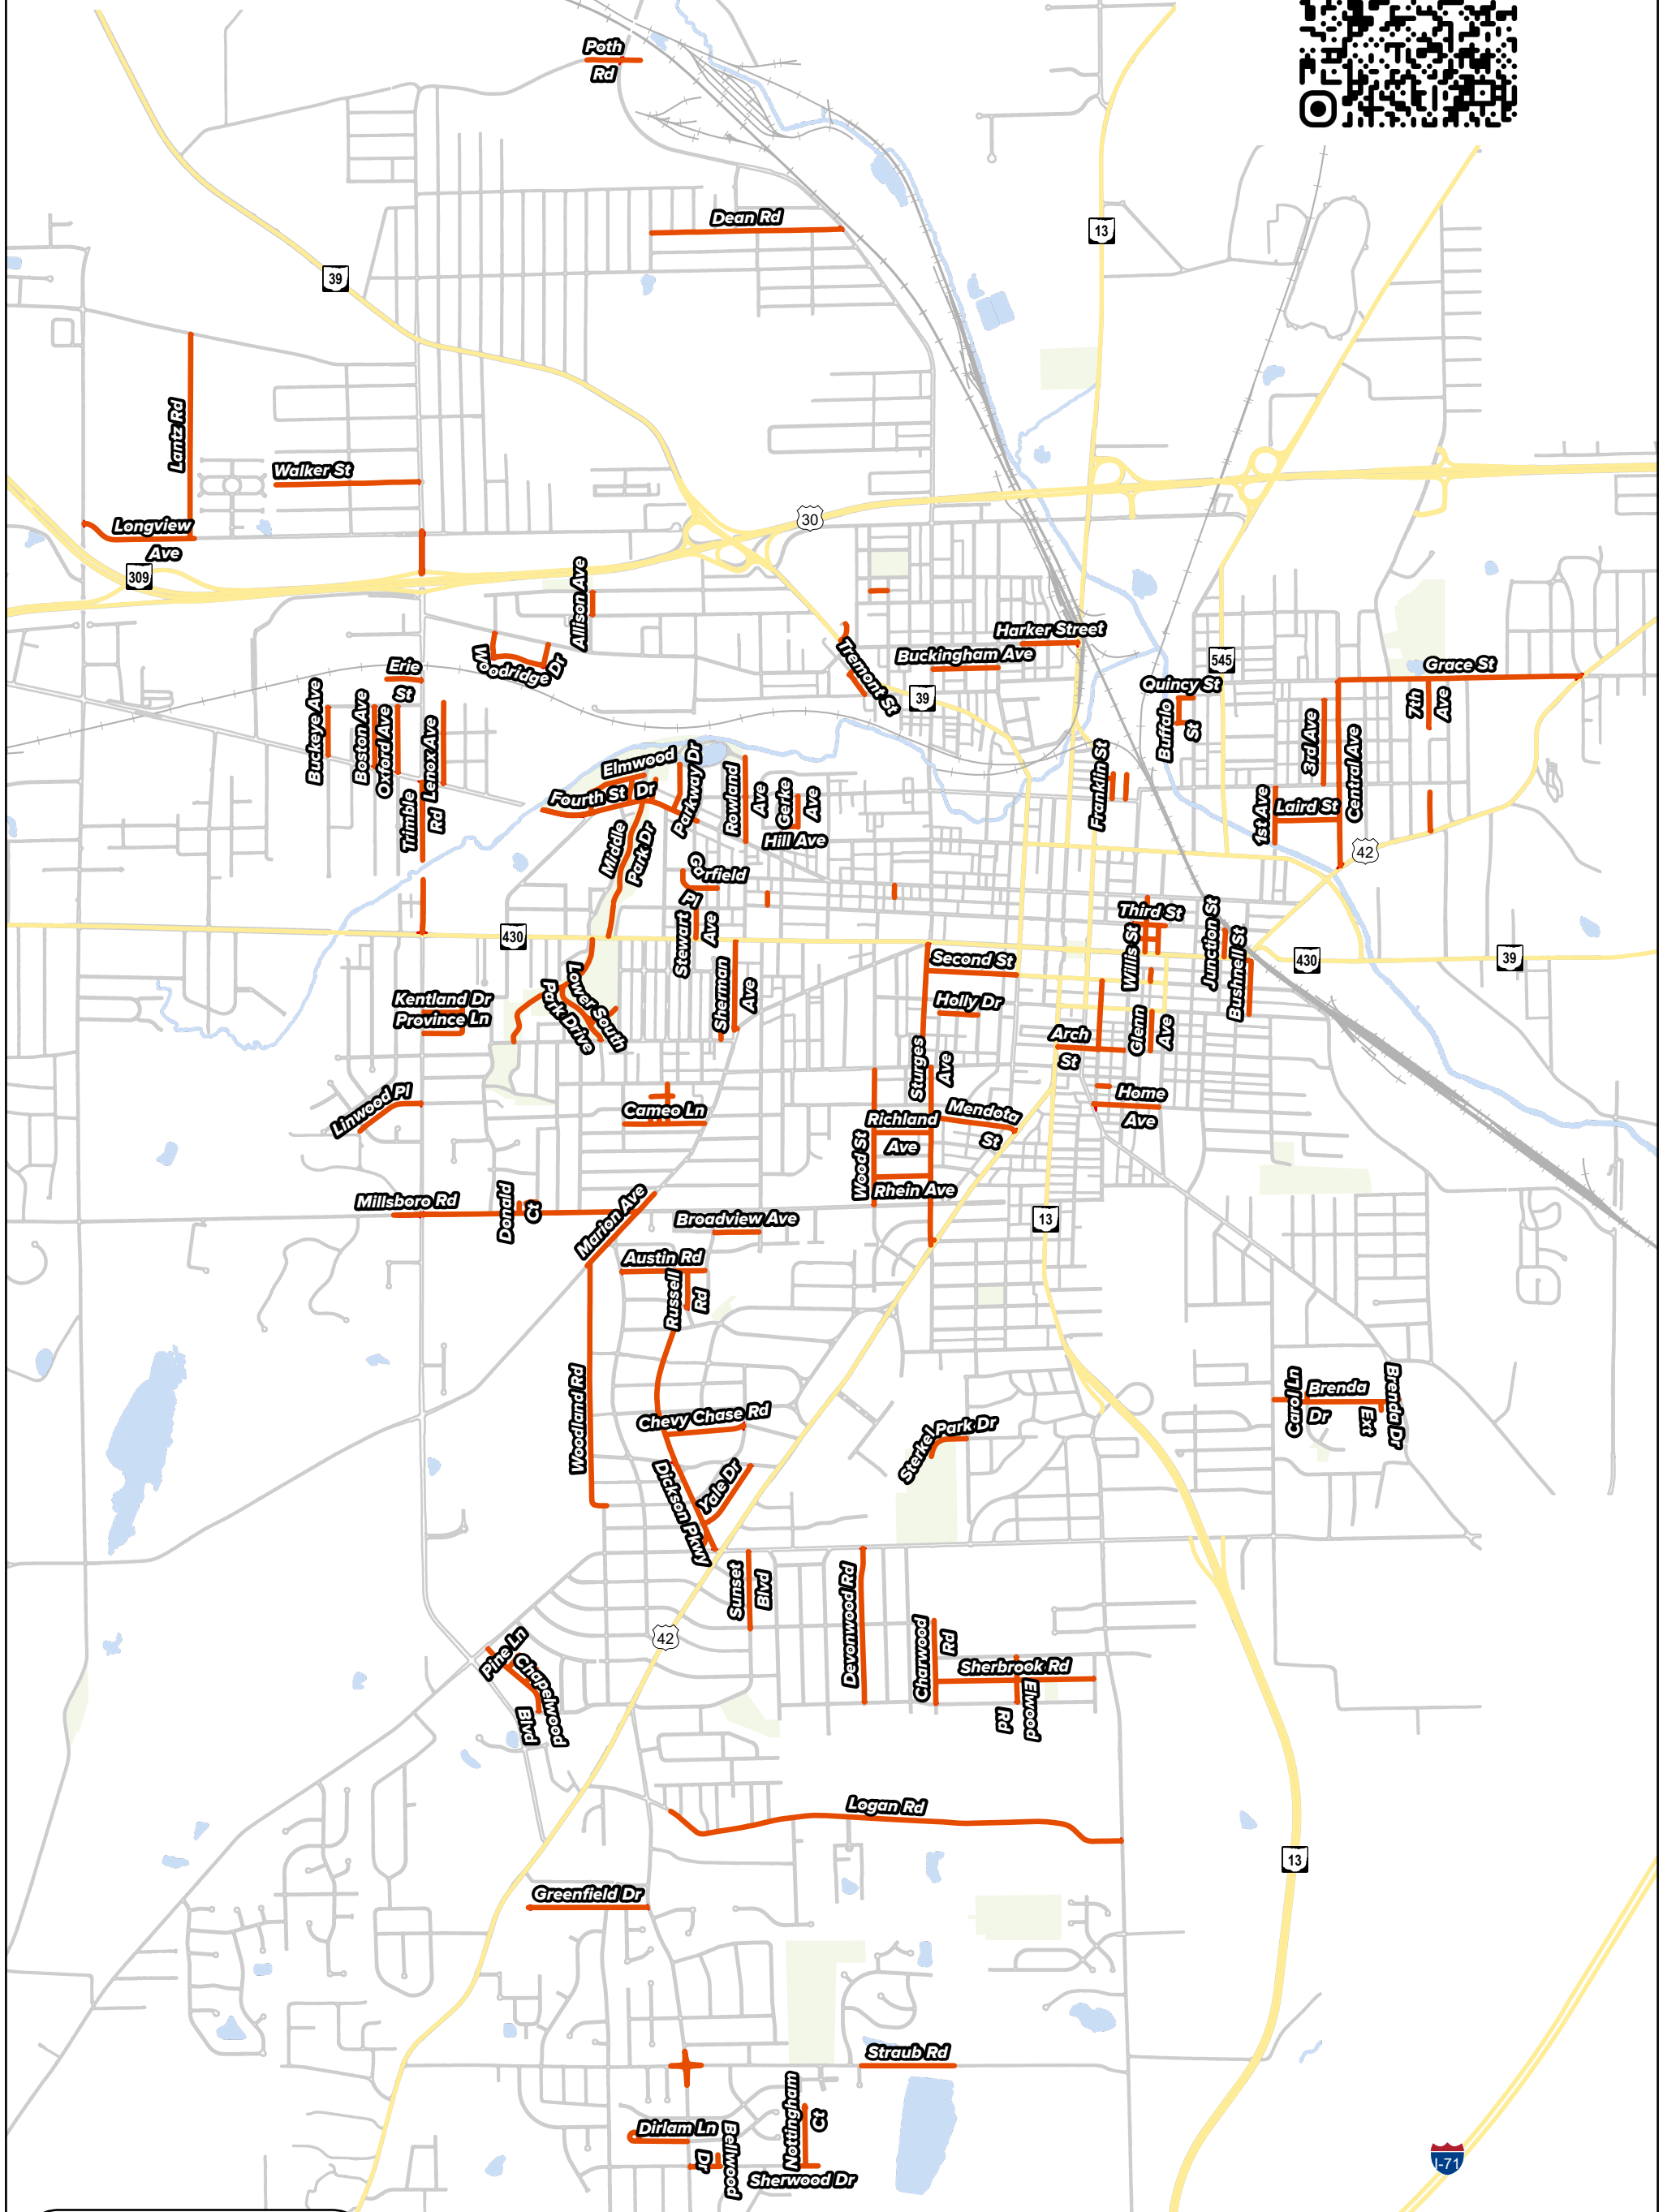 Poth
Rd
Dean Rd
13
39
Lantz Rd
Walker St
Longview
Ave
30
309
Allison Ave
Woodridge Dr
Erie
St
Tremont St
Harker Street
Buckingham Ave
39
545
Quincy St
Buffalo
St
Grace St
7th
Ave
3rd Ave
Central Ave
Buckeye Ave
Boston Ave
Oxford Ave
Lenox Ave
Trimble
Rd
Elmwood
Dr
Fourth St
Parkway Dr
Rowland
Ave
Gerke
Ave
Hill Ave
Franklin St
1st Ave
Laird St
42
Middle
Park Dr
Garfield
Pl
Stewart
Ave
430
Sherman
Ave
Lower South
Park Drive
Kentland Dr
Province Ln
Second St
Holly Dr
Third St
Willis St
Junction St
Bushnell St
430
39
Arch
St
Glenn
Ave
Sturges
Ave
Home
Ave
Linwood Pl
Cameo Ln
Richland
Ave
Mendota
St
Wood St
Rhein Ave
Millsboro Rd
Donald
Ct
Marion Ave
Broadview Ave
13
Austin Rd
Russell
Rd
Woodland Rd
Chevy Chase Rd
Dickson Pkwy
Yale Dr
Sterkel Park Dr
Carol Ln
Brenda
Dr
Brenda Dr
Ext
Sunset
Blvd
Devonwood Rd
Charwood
Rd
Sherbrook Rd
Elwood
Rd
42
Pine Ln
Chapelwood
Blvd
Logan Rd
13
Greenfield Dr
Straub Rd
Nottingham
Ct
Dirlam Ln
Bellwood
Dr
Sherwood Dr
I-71